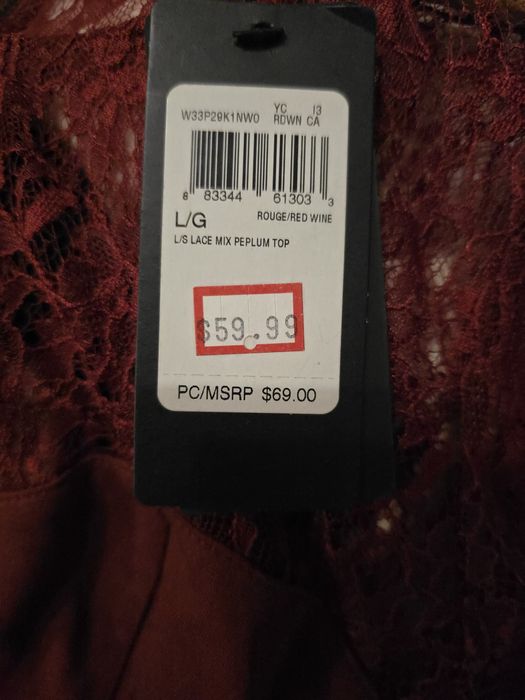 YC I3
W33P29K1NW0 RDWN CA
8 83344 61303 3
L/G ROUGE/RED WINE
L/S LACE MIX PEPLUM TOP
$59.99
PC/MSRP $69.00